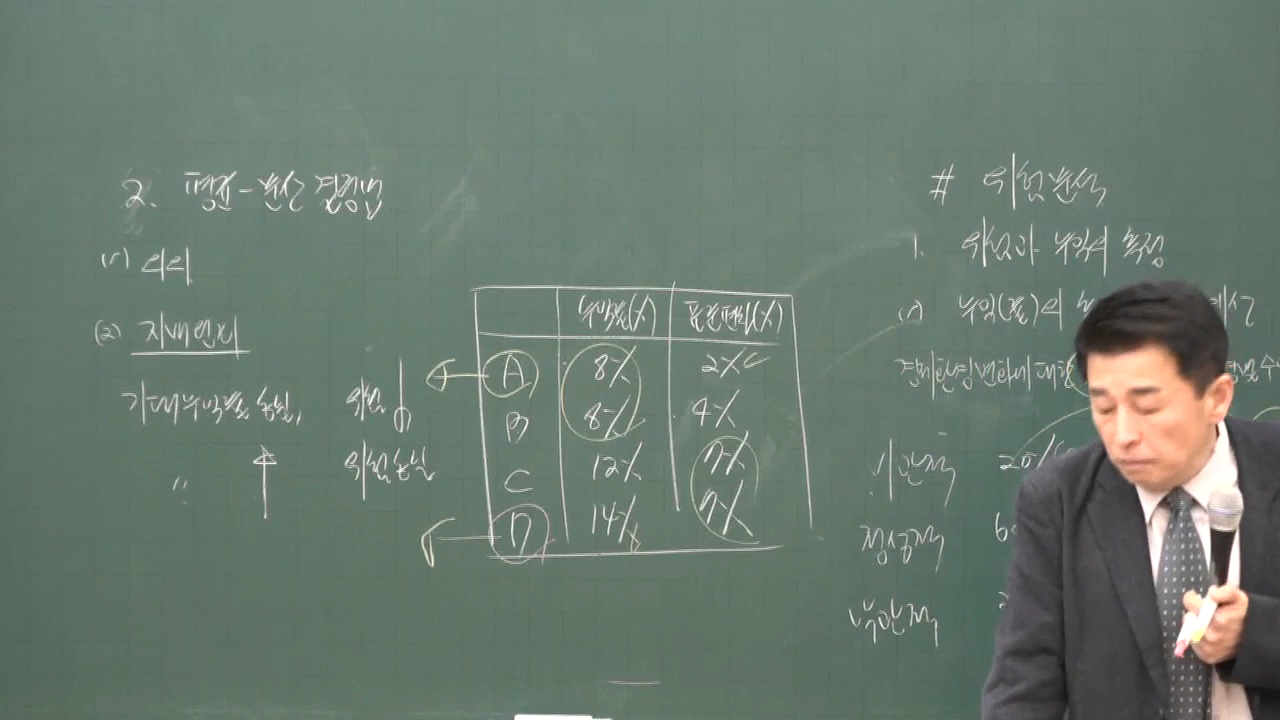 2. 평균-분산 결정법
(1) 의의
(2) 지배원리
기대수익률 동일, 위험 ↓
〃 ↑ 위험동일
수익률(%) 표준편차(%)
A 8% 2%
B 8% 4%
C 12% 7%
D 14% 7%
# 위험분석
1. 위험과 수익의 측정
(1) 수익(률)의
경제환경변화에 대한
비관적 20%
정상적 6
낙관적